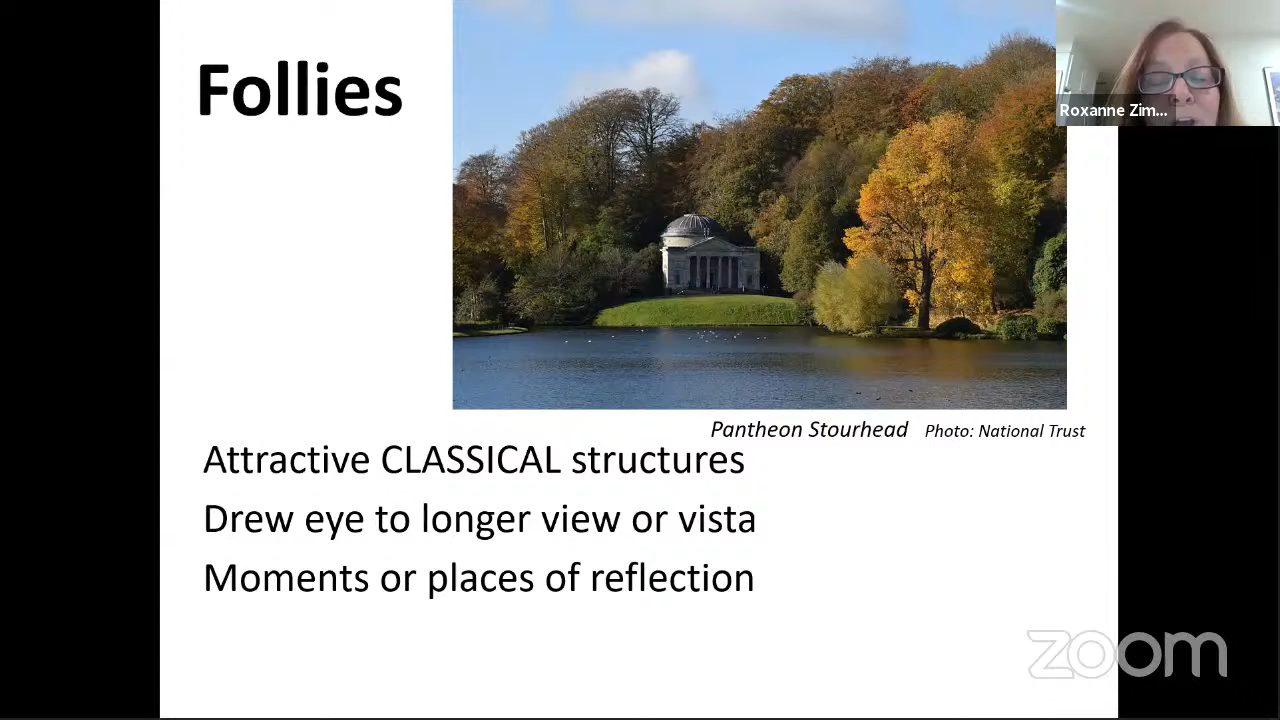 Follies
Roxanne Zim...
Pantheon Stourhead Photo: National Trust
Attractive CLASSICAL structures
Drew eye to longer view or vista
Moments or places of reflection
zoom